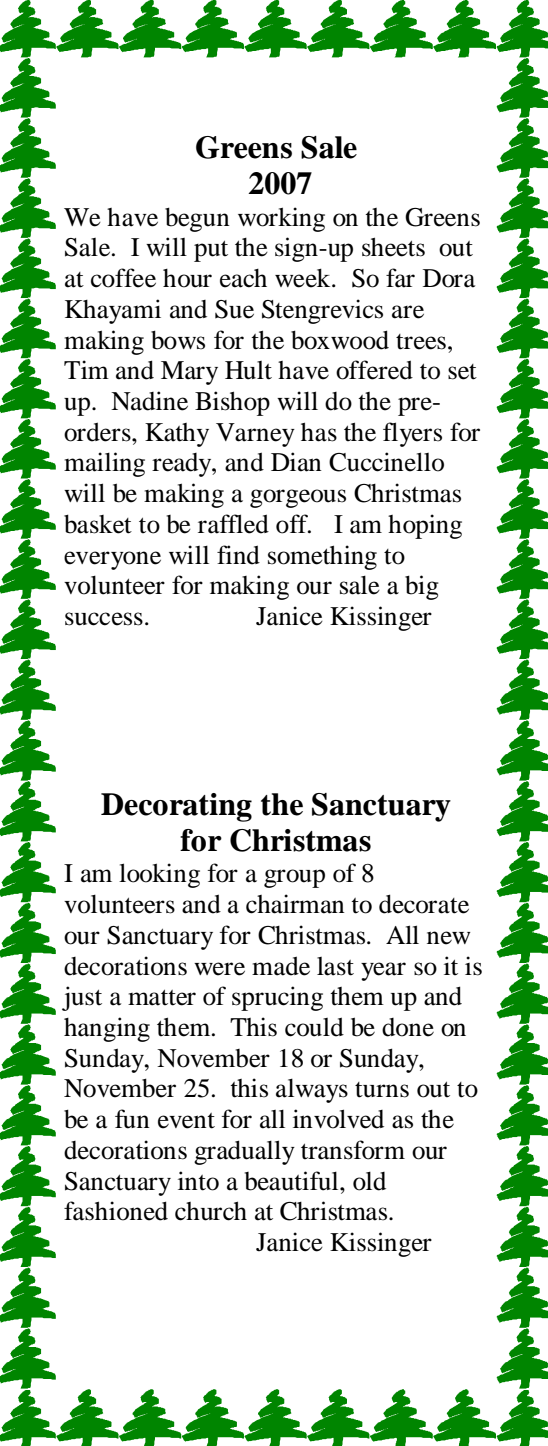 Greens Sale
2007
We have begun working on the Greens
Sale.  I will put the sign-up sheets  out
at coffee hour each week.  So far Dora
Khayami and Sue Stengrevics are
making bows for the boxwood trees,
Tim and Mary Hult have offered to set
up.  Nadine Bishop will do the pre-
orders, Kathy Varney has the flyers for
mailing ready, and Dian Cuccinello
will be making a gorgeous Christmas
basket to be raffled off.   I am hoping
everyone will find something to
volunteer for making our sale a big
success.                Janice Kissinger
Decorating the Sanctuary
for Christmas
I am looking for a group of 8
volunteers and a chairman to decorate
our Sanctuary for Christmas.  All new
decorations were made last year so it is
just a matter of sprucing them up and
hanging them.  This could be done on
Sunday, November 18 or Sunday,
November 25.  this always turns out to
be a fun event for all involved as the
decorations gradually transform our
Sanctuary into a beautiful, old
fashioned church at Christmas.
Janice Kissinger